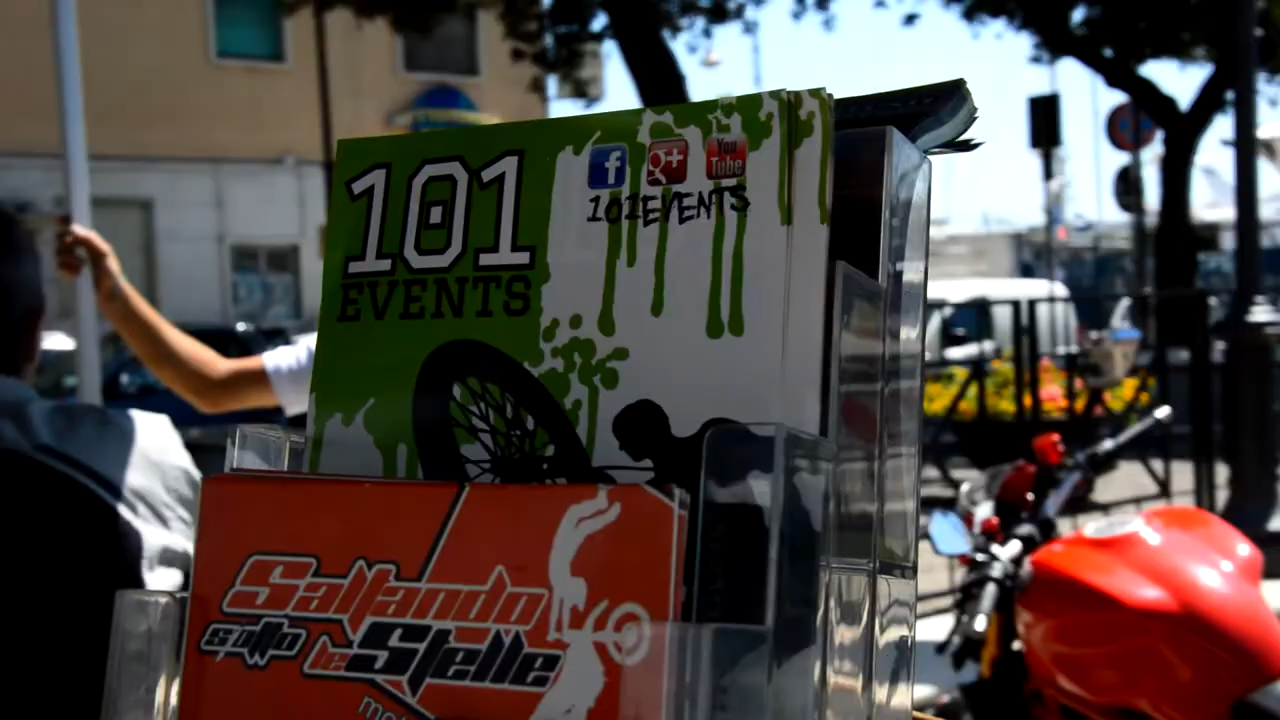 101
EVENTS
f g+ You Tube
101EVENTS
Saltando
sotto le Stelle